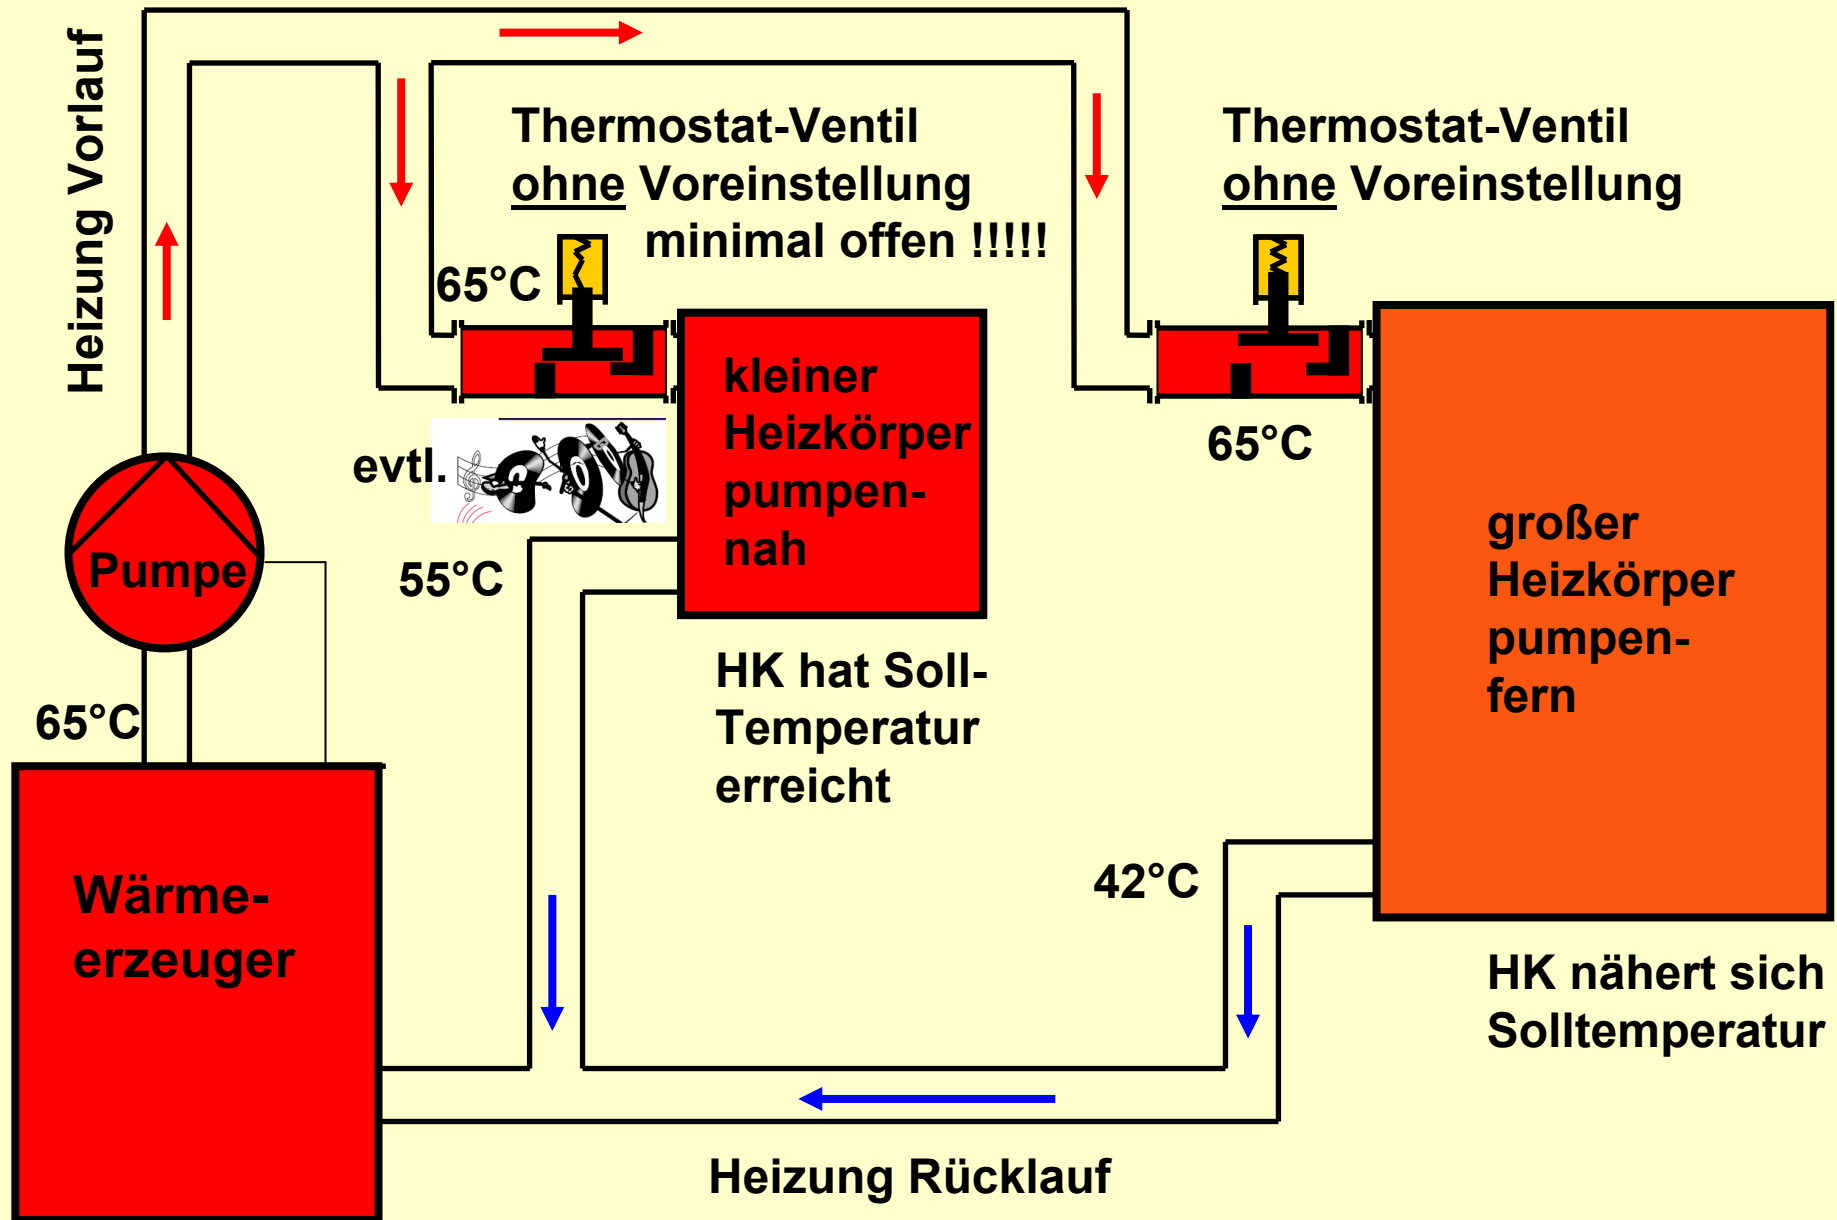 Heizung Vorlauf
Thermostat-Ventil
ohne Voreinstellung
minimal offen !!!!!
Thermostat-Ventil
ohne Voreinstellung
65°C
kleiner
Heizkörper
pumpen-
nah
65°C
evtl.
großer
Heizkörper
pumpen-
fern
Pumpe
55°C
HK hat Soll-
Temperatur
erreicht
65°C
42°C
Wärme-
erzeuger
HK nähert sich
Solltemperatur
Heizung Rücklauf